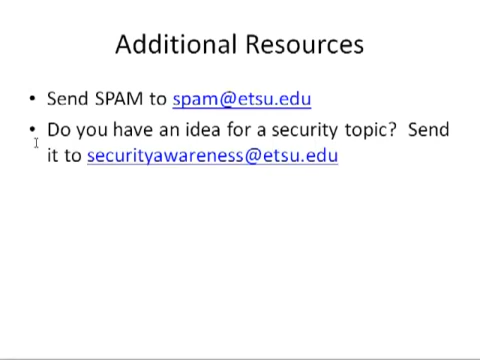 Additional Resources
• Send SPAM to spam@etsu.edu
• Do you have an idea for a security topic?  Send
it to securityawareness@etsu.edu